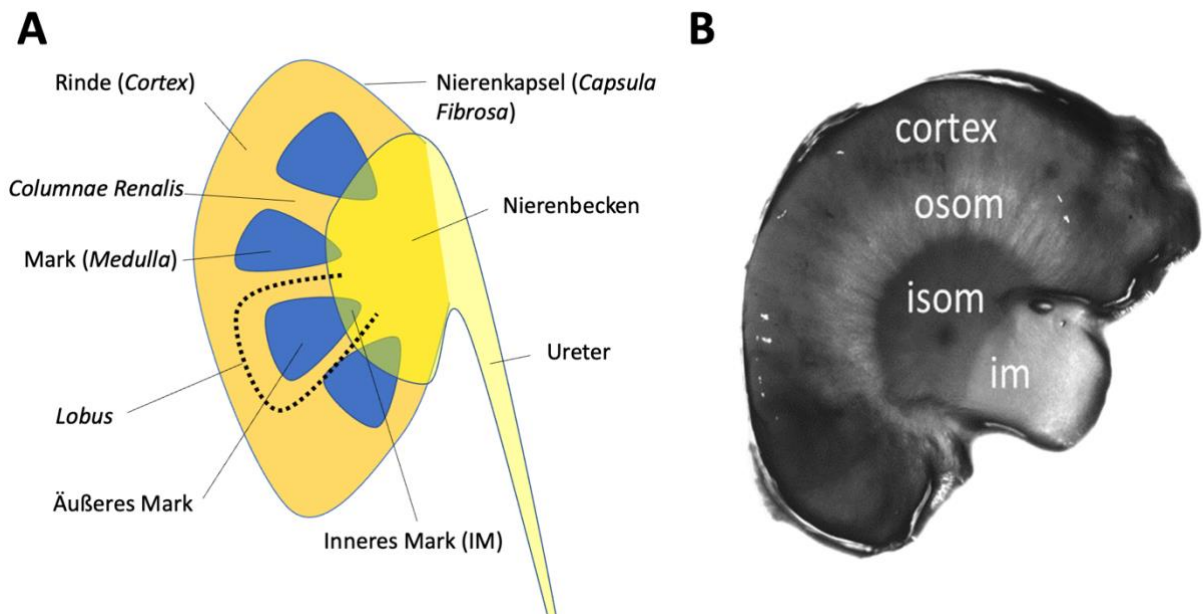 A
Rinde (Cortex)
Nierenkapsel (Capsula
Fibrosa)
Columnae Renalis
Nierenbecken
Mark (Medulla)
Ureter
Lobus
Äußeres Mark
Inneres Mark (IM)
B
cortex
osom
isom
im